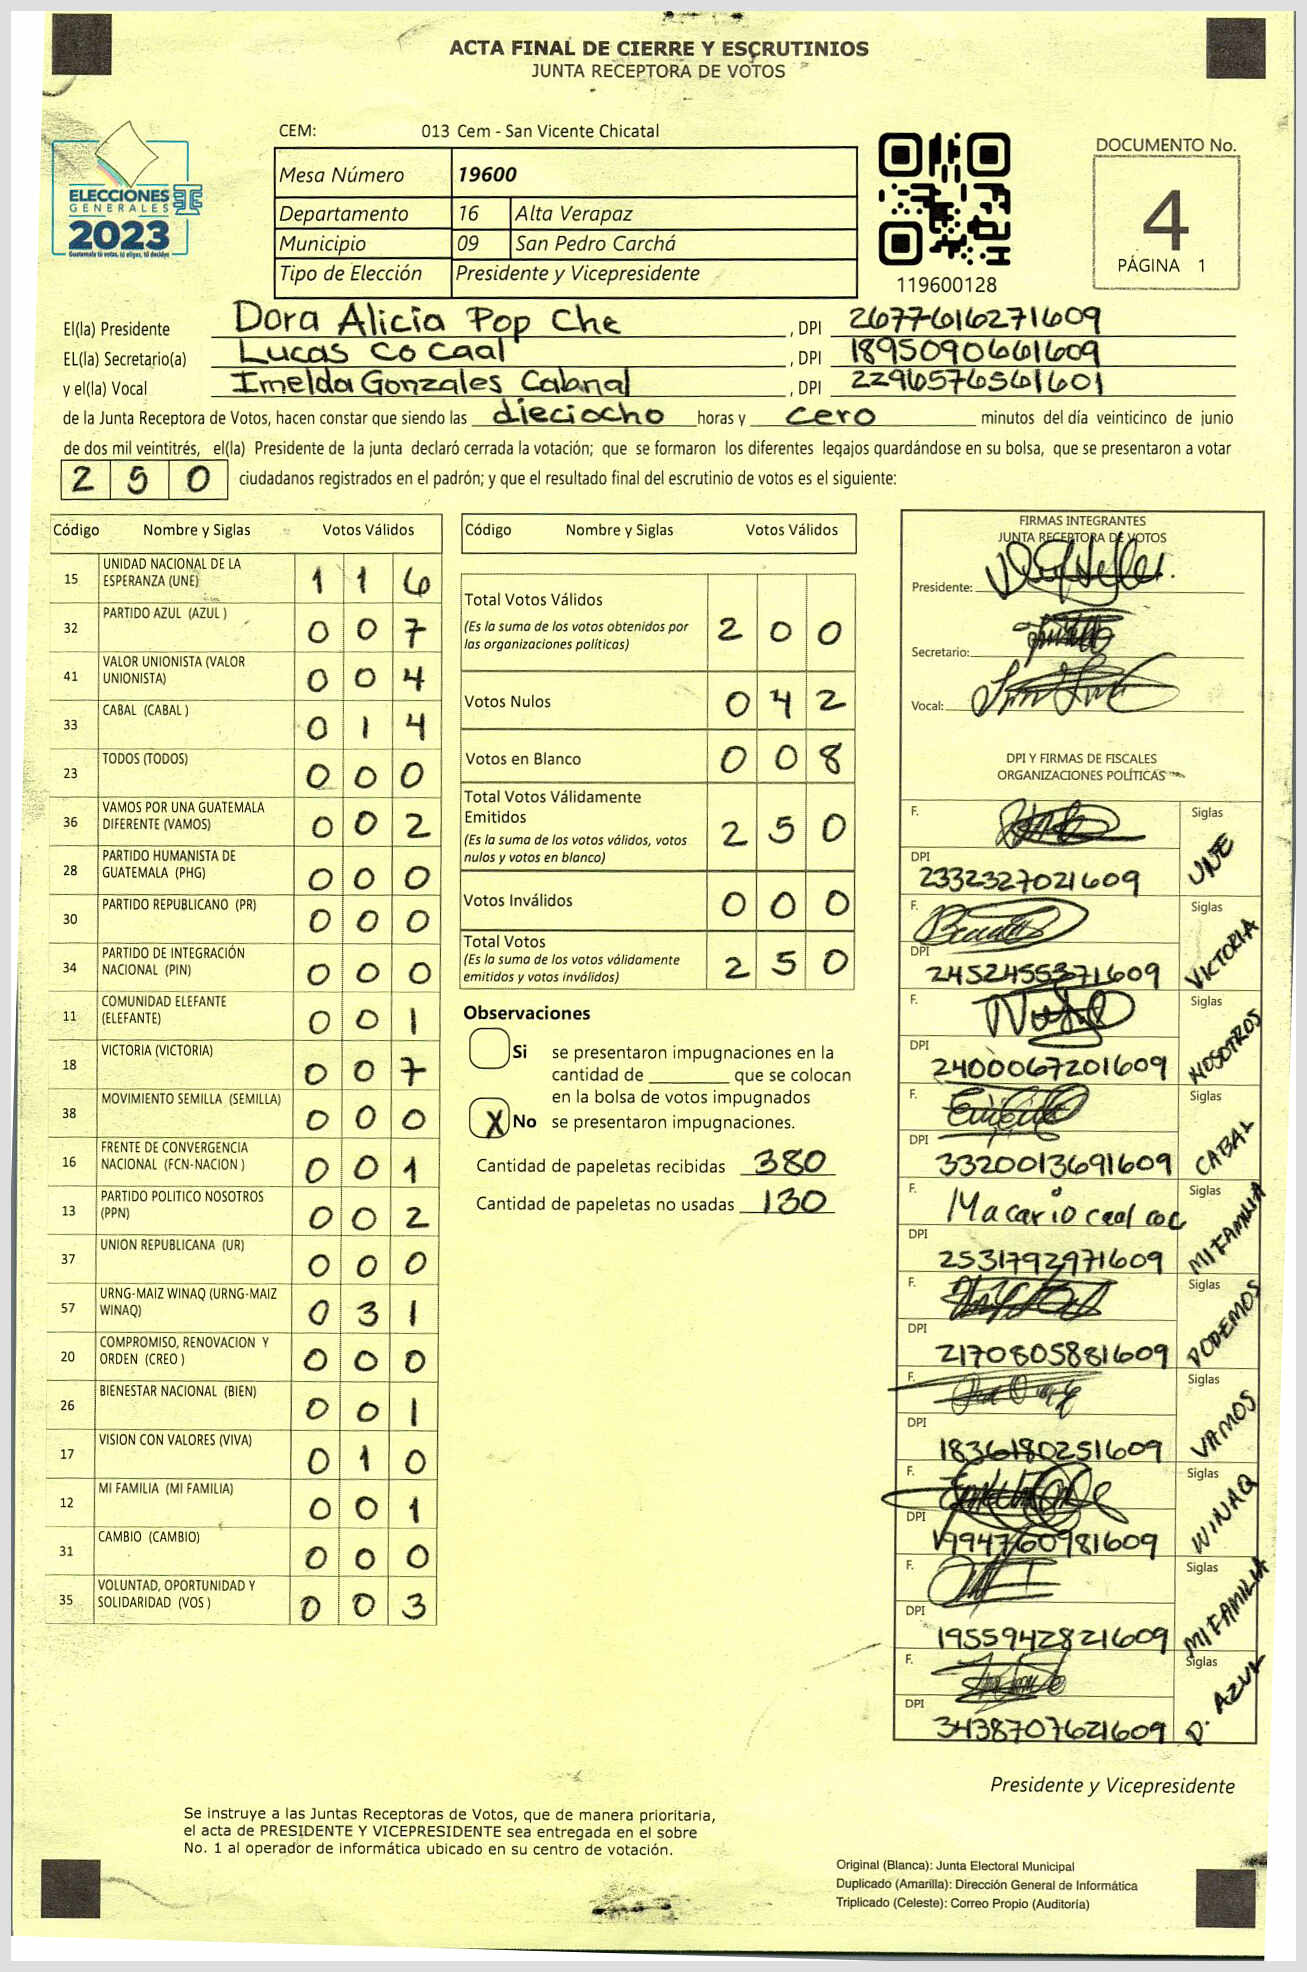 ACTA FINAL DE CIERRE Y ESCRUTINIOS
JUNTA RECEPTORA DE VOTOS
ELECCIONES
GENERALES
2023
Guatemala tú votas, tú eliges, tú decides
CEM: 013 Cem - San Vicente Chicatal
Mesa Número 19600
Departamento 16 Alta Verapaz
Municipio 09 San Pedro Carchá
Tipo de Elección Presidente y Vicepresidente
119600128
DOCUMENTO No.
4
PÁGINA 1
El(la) Presidente Dora Alicia Pop Che , DPI 2677616271609
EL(la) Secretario(a) Lucas Co Caal , DPI 1895090661609
y el(la) Vocal Imelda Gonzales Cabnal , DPI 2296576561601
de la Junta Receptora de Votos, hacen constar que siendo las dieciocho horas y cero minutos del día veinticinco de junio
de dos mil veintitrés, el(la) Presidente de la junta declaró cerrada la votación; que se formaron los diferentes legajos guardándose en su bolsa, que se presentaron a votar
250 ciudadanos registrados en el padrón; y que el resultado final del escrutinio de votos es el siguiente:
Código Nombre y Siglas Votos Válidos
15 UNIDAD NACIONAL DE LA ESPERANZA (UNE) 1 1 6
32 PARTIDO AZUL (AZUL ) 0 0 7
41 VALOR UNIONISTA (VALOR UNIONISTA) 0 0 4
33 CABAL (CABAL ) 0 1 4
23 TODOS (TODOS) 0 0 0
36 VAMOS POR UNA GUATEMALA DIFERENTE (VAMOS) 0 0 2
28 PARTIDO HUMANISTA DE GUATEMALA (PHG) 0 0 0
30 PARTIDO REPUBLICANO (PR) 0 0 0
34 PARTIDO DE INTEGRACIÓN NACIONAL (PIN) 0 0 0
11 COMUNIDAD ELEFANTE (ELEFANTE) 0 0 1
18 VICTORIA (VICTORIA) 0 0 7
38 MOVIMIENTO SEMILLA (SEMILLA) 0 0 0
16 FRENTE DE CONVERGENCIA NACIONAL (FCN-NACION ) 0 0 1
13 PARTIDO POLITICO NOSOTROS (PPN) 0 0 2
37 UNION REPUBLICANA (UR) 0 0 0
57 URNG-MAIZ WINAQ (URNG-MAIZ WINAQ) 0 3 1
20 COMPROMISO, RENOVACION Y ORDEN (CREO ) 0 0 0
26 BIENESTAR NACIONAL (BIEN) 0 0 1
17 VISION CON VALORES (VIVA) 0 1 0
12 MI FAMILIA (MI FAMILIA) 0 0 1
31 CAMBIO (CAMBIO) 0 0 0
35 VOLUNTAD, OPORTUNIDAD Y SOLIDARIDAD (VOS ) 0 0 3
Código Nombre y Siglas Votos Válidos
Total Votos Válidos 2 0 0
(Es la suma de los votos obtenidos por
las organizaciones políticas)
Votos Nulos 0 4 2
Votos en Blanco 0 0 8
Total Votos Válidamente
Emitidos 2 5 0
(Es la suma de los votos válidos, votos
nulos y votos en blanco)
Votos Inválidos 0 0 0
Total Votos 2 5 0
(Es la suma de los votos válidamente
emitidos y votos inválidos)
Observaciones
Si se presentaron impugnaciones en la
cantidad de ________ que se colocan
en la bolsa de votos impugnados
X No se presentaron impugnaciones.
Cantidad de papeletas recibidas 380
Cantidad de papeletas no usadas 130
FIRMAS INTEGRANTES
JUNTA RECEPTORA DE VOTOS
Presidente:
Secretario:
Vocal:
DPI Y FIRMAS DE FISCALES
ORGANIZACIONES POLÍTICAS
F. Siglas UNE
DPI 2332327021609
F. Siglas VICTORIA
DPI 2452455371609
F. Siglas NOSOTROS
DPI 2400067201609
F. Siglas CABAL
DPI 3320013691609
F. Macario caal coc Siglas MI FAMILIA
DPI 2531792971609
F. Siglas PODEMOS
DPI 2170805881609
F. Siglas VAMOS
DPI 1836180251609
F. Siglas WINAQ
DPI 1994760981609
F. Siglas MI FAMILIA
DPI 1955942821609
F. Siglas P. AZUL
DPI 3438707621609
Presidente y Vicepresidente
Se instruye a las Juntas Receptoras de Votos, que de manera prioritaria,
el acta de PRESIDENTE Y VICEPRESIDENTE sea entregada en el sobre
No. 1 al operador de informática ubicado en su centro de votación.
Original (Blanca): Junta Electoral Municipal
Duplicado (Amarilla): Dirección General de Informática
Triplicado (Celeste): Correo Propio (Auditoría)